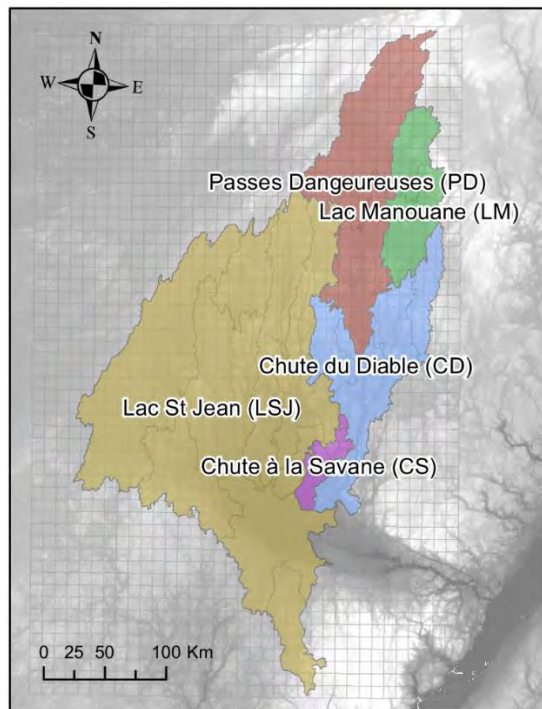 N
W E
S
Passes Dangeureuses (PD)
Lac Manouane (LM)
Chute du Diable (CD)
Lac St Jean (LSJ)
Chute à la Savane (CS)
0 25 50 100 Km